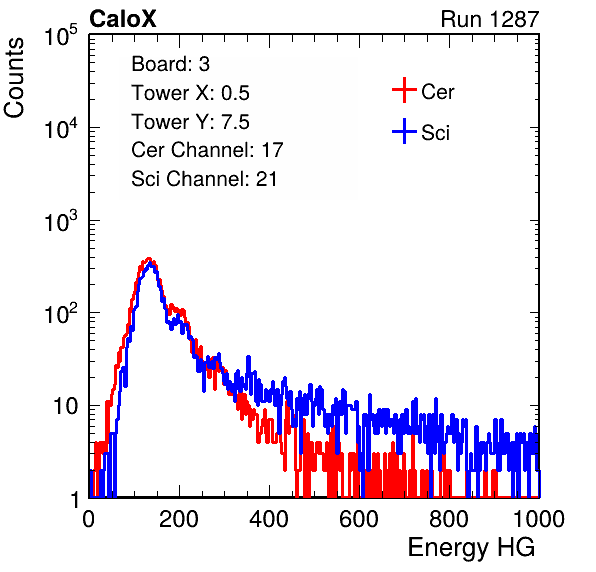 CaloX Run 1287
Counts
10^5
10^4
10^3
10^2
10
1
Board: 3
Tower X: 0.5
Tower Y: 7.5
Cer Channel: 17
Sci Channel: 21
Cer
Sci
0 200 400 600 800 1000
Energy HG